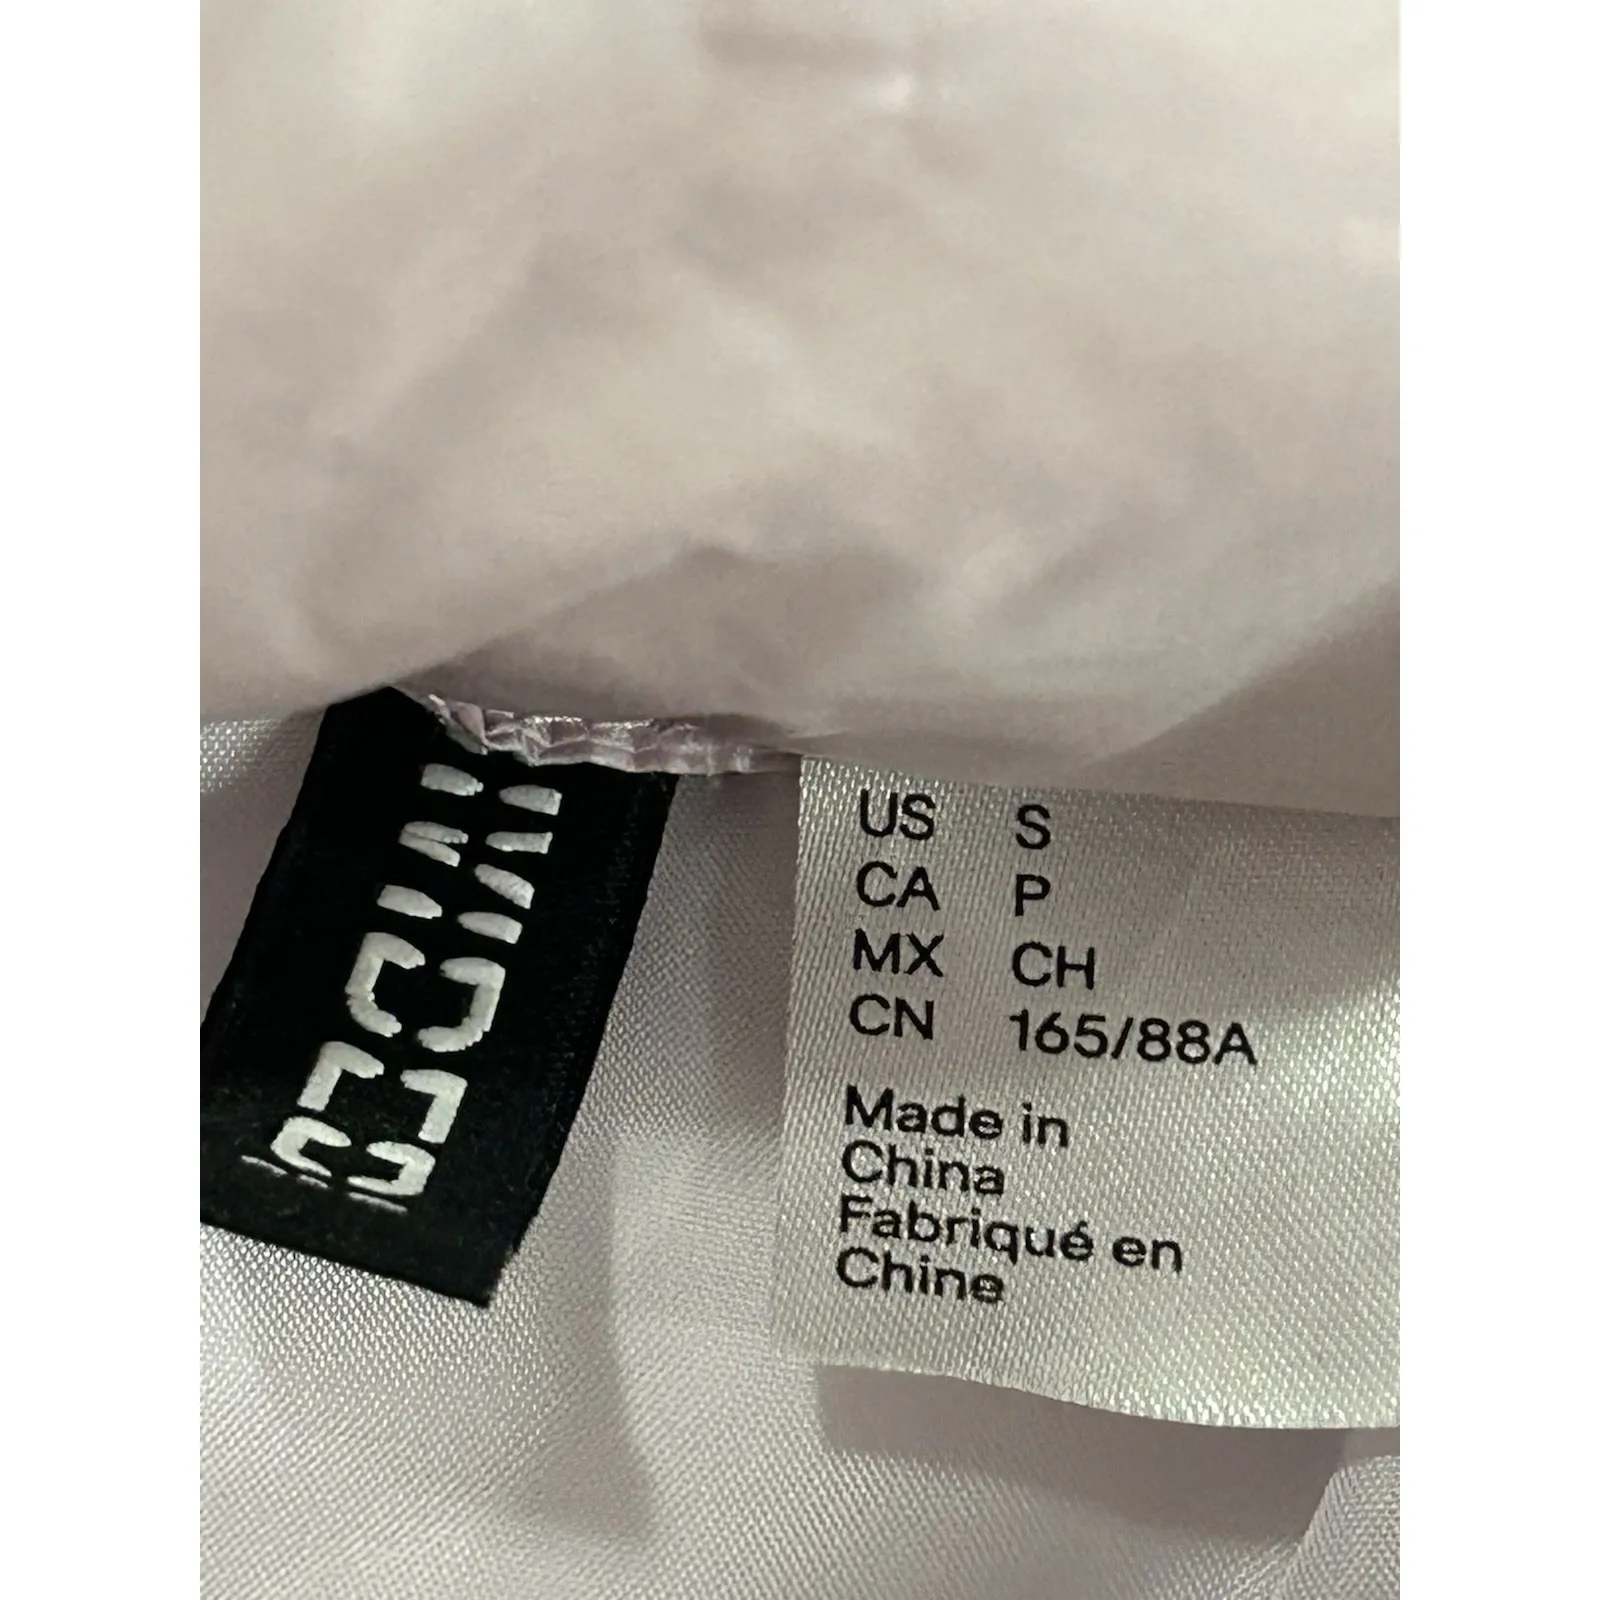 US S
CA P
MX CH
CN 165/88A
Made in
China
Fabriqué en
Chine